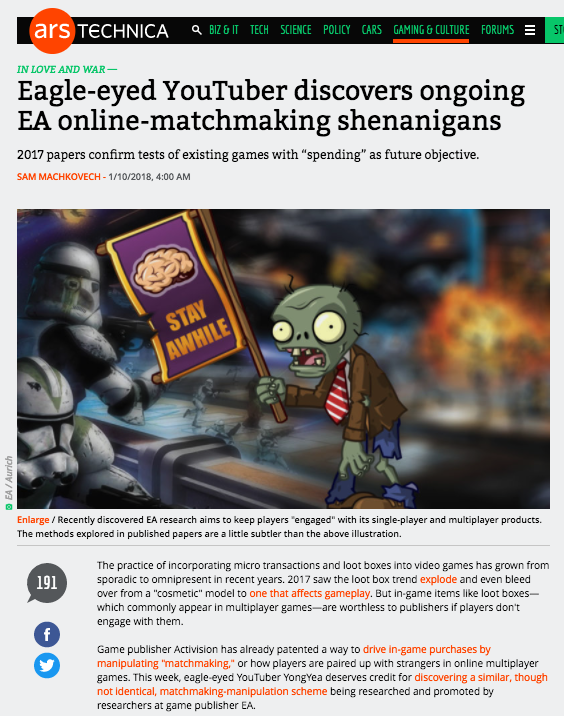 ars TECHNICA
BIZ & IT TECH SCIENCE POLICY CARS GAMING & CULTURE FORUMS
IN LOVE AND WAR —
Eagle-eyed YouTuber discovers ongoing
EA online-matchmaking shenanigans
2017 papers confirm tests of existing games with “spending” as future objective.
SAM MACHKOVECH - 1/10/2018, 4:00 AM
STAY
AWHILE
EA / Aurich
Enlarge / Recently discovered EA research aims to keep players "engaged" with its single-player and multiplayer products.
The methods explored in published papers are a little subtler than the above illustration.
191
The practice of incorporating micro transactions and loot boxes into video games has grown from
sporadic to omnipresent in recent years. 2017 saw the loot box trend explode and even bleed
over from a "cosmetic" model to one that affects gameplay. But in-game items like loot boxes—
which commonly appear in multiplayer games—are worthless to publishers if players don't
engage with them.
Game publisher Activision has already patented a way to drive in-game purchases by
manipulating "matchmaking," or how players are paired up with strangers in online multiplayer
games. This week, eagle-eyed YouTuber YongYea deserves credit for discovering a similar, though
not identical, matchmaking-manipulation scheme being researched and promoted by
researchers at game publisher EA.